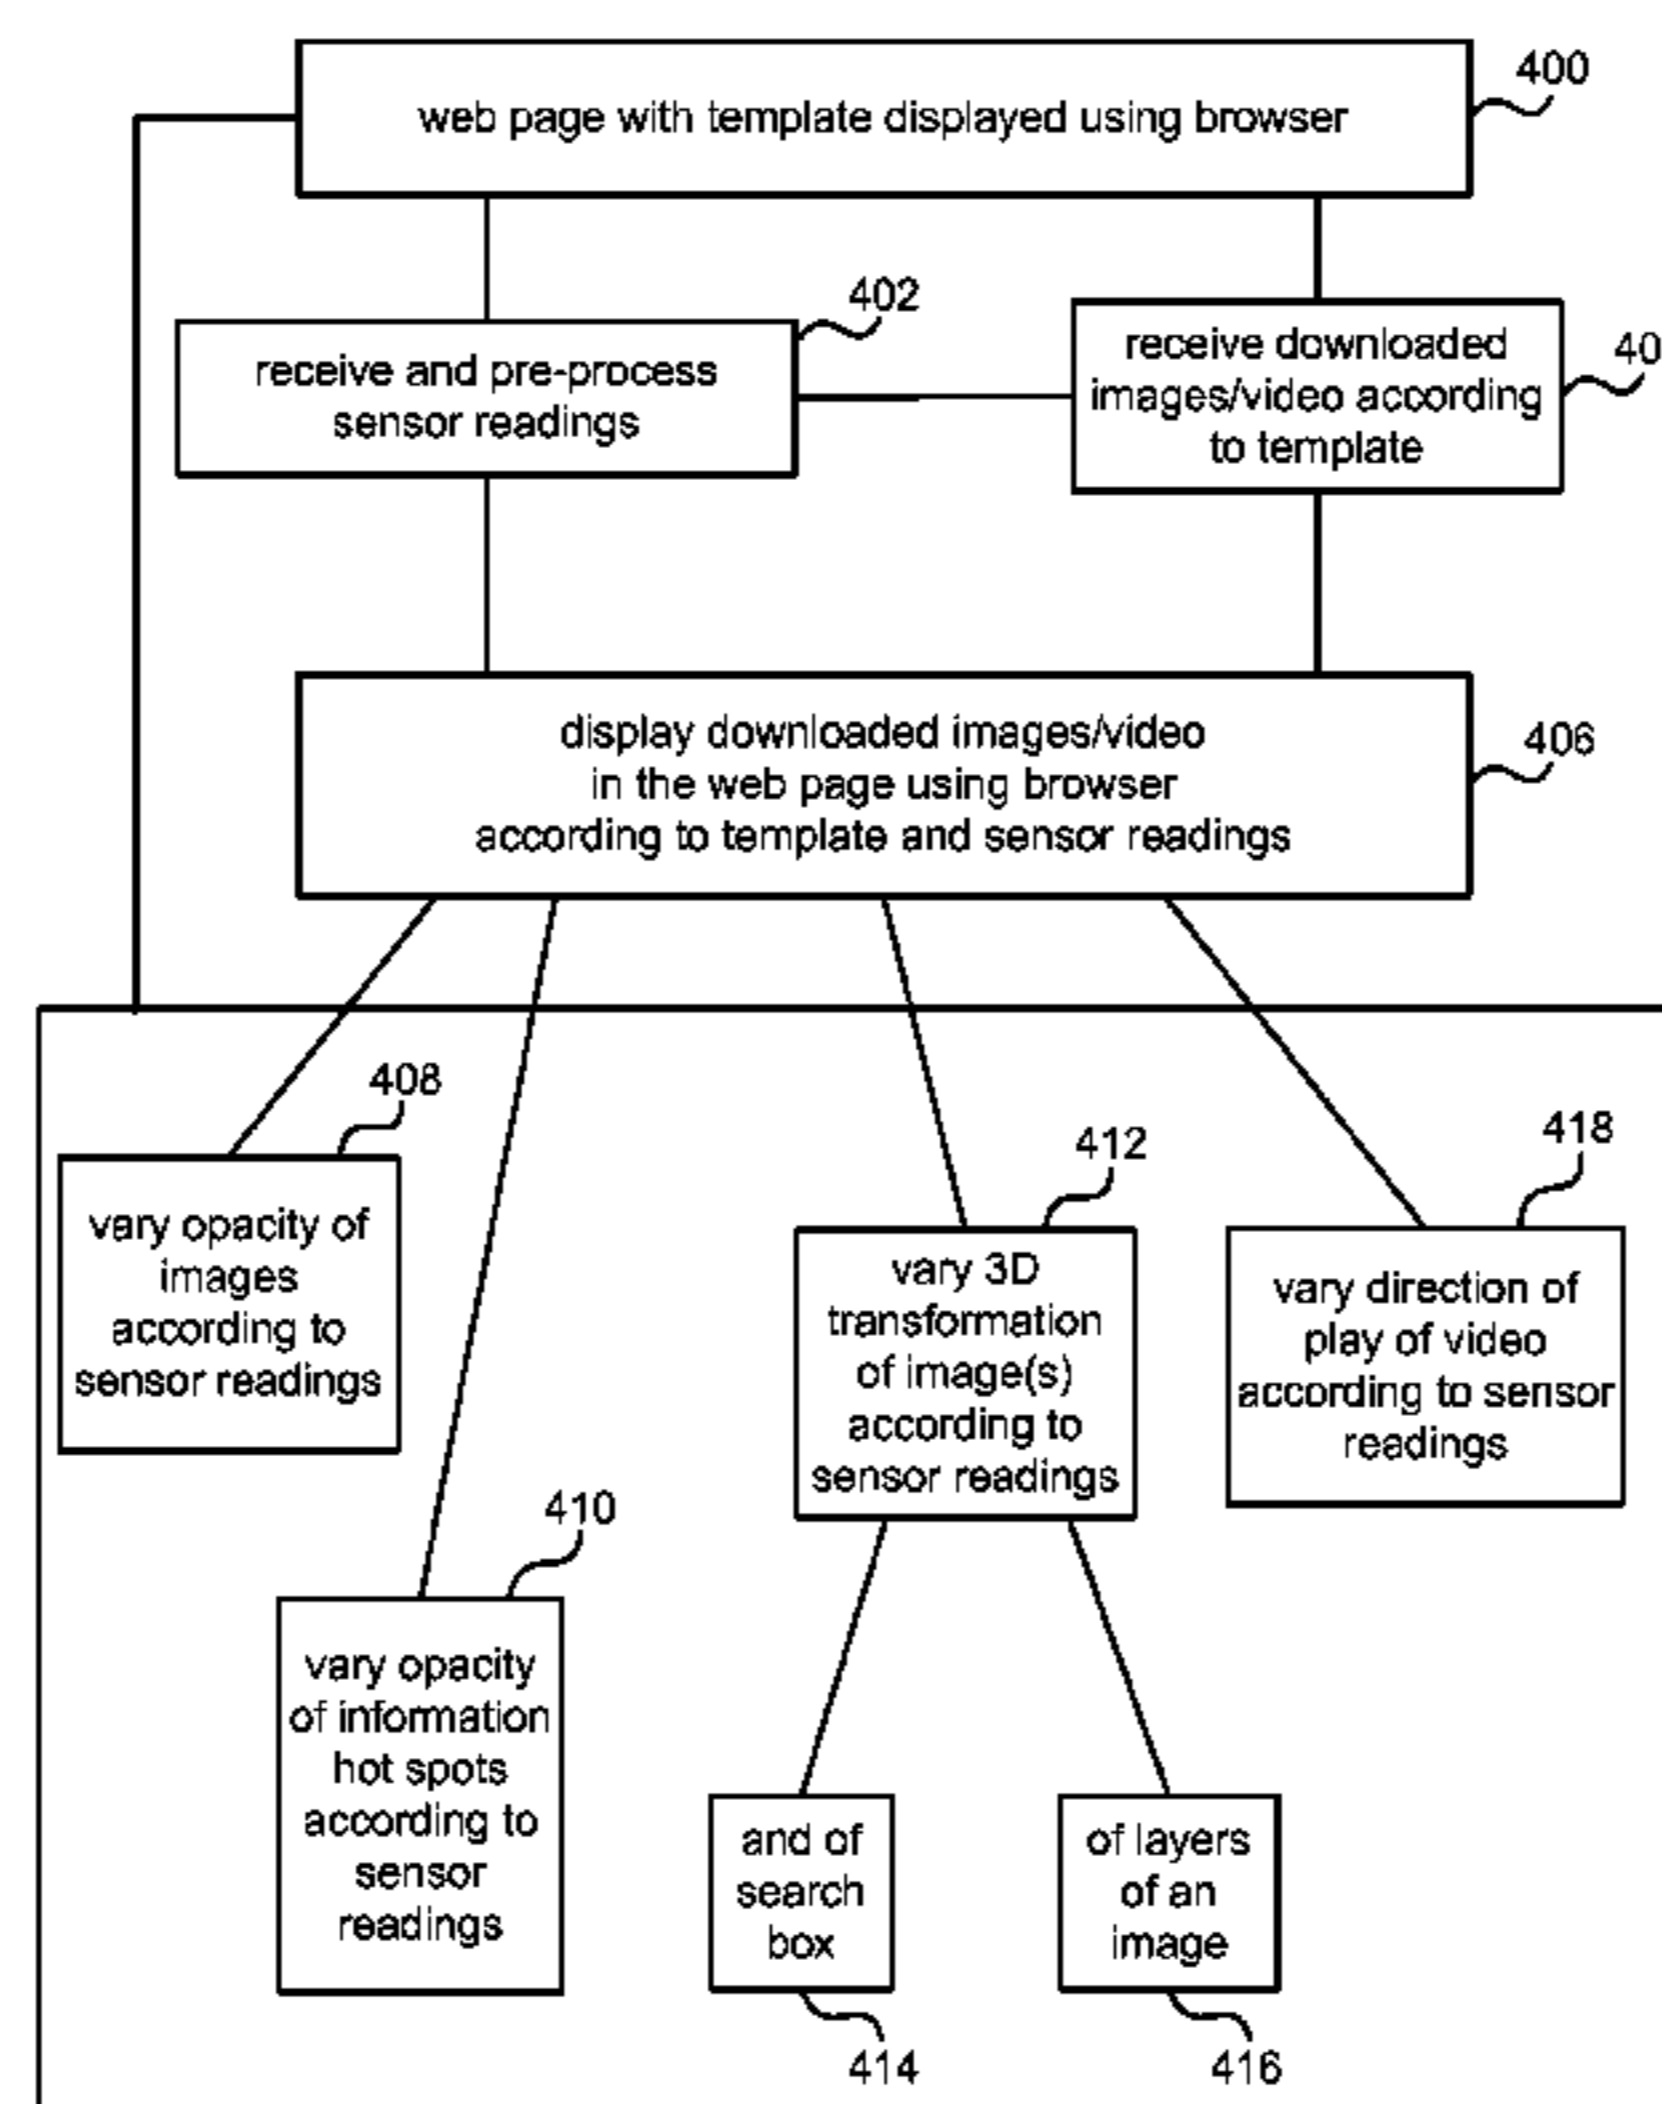 400
web page with template displayed using browser
402
receive and pre-process
sensor readings
receive downloaded
images/video according
to template
40
display downloaded images/video
in the web page using browser
according to template and sensor readings
406
408
vary opacity of
images
according to
sensor readings
410
vary opacity
of information
hot spots
according to
sensor
readings
412
vary 3D
transformation
of image(s)
according to
sensor readings
418
vary direction of
play of video
according to sensor
readings
and of
search
box
414
of layers
of an
image
416